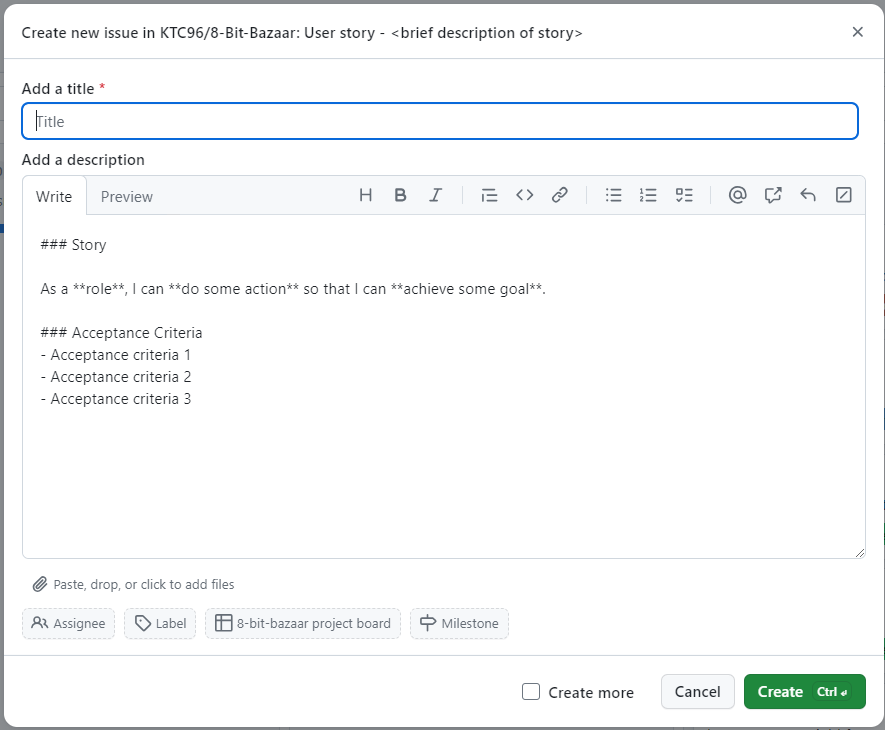 Create new issue in KTC96/8-Bit-Bazaar: User story - <brief description of story>
Add a title *
Title
Add a description
Write Preview
### Story
As a **role**, I can **do some action** so that I can **achieve some goal**.
### Acceptance Criteria
- Acceptance criteria 1
- Acceptance criteria 2
- Acceptance criteria 3
Paste, drop, or click to add files
Assignee Label 8-bit-bazaar project board Milestone
Create more Cancel Create Ctrl ↲